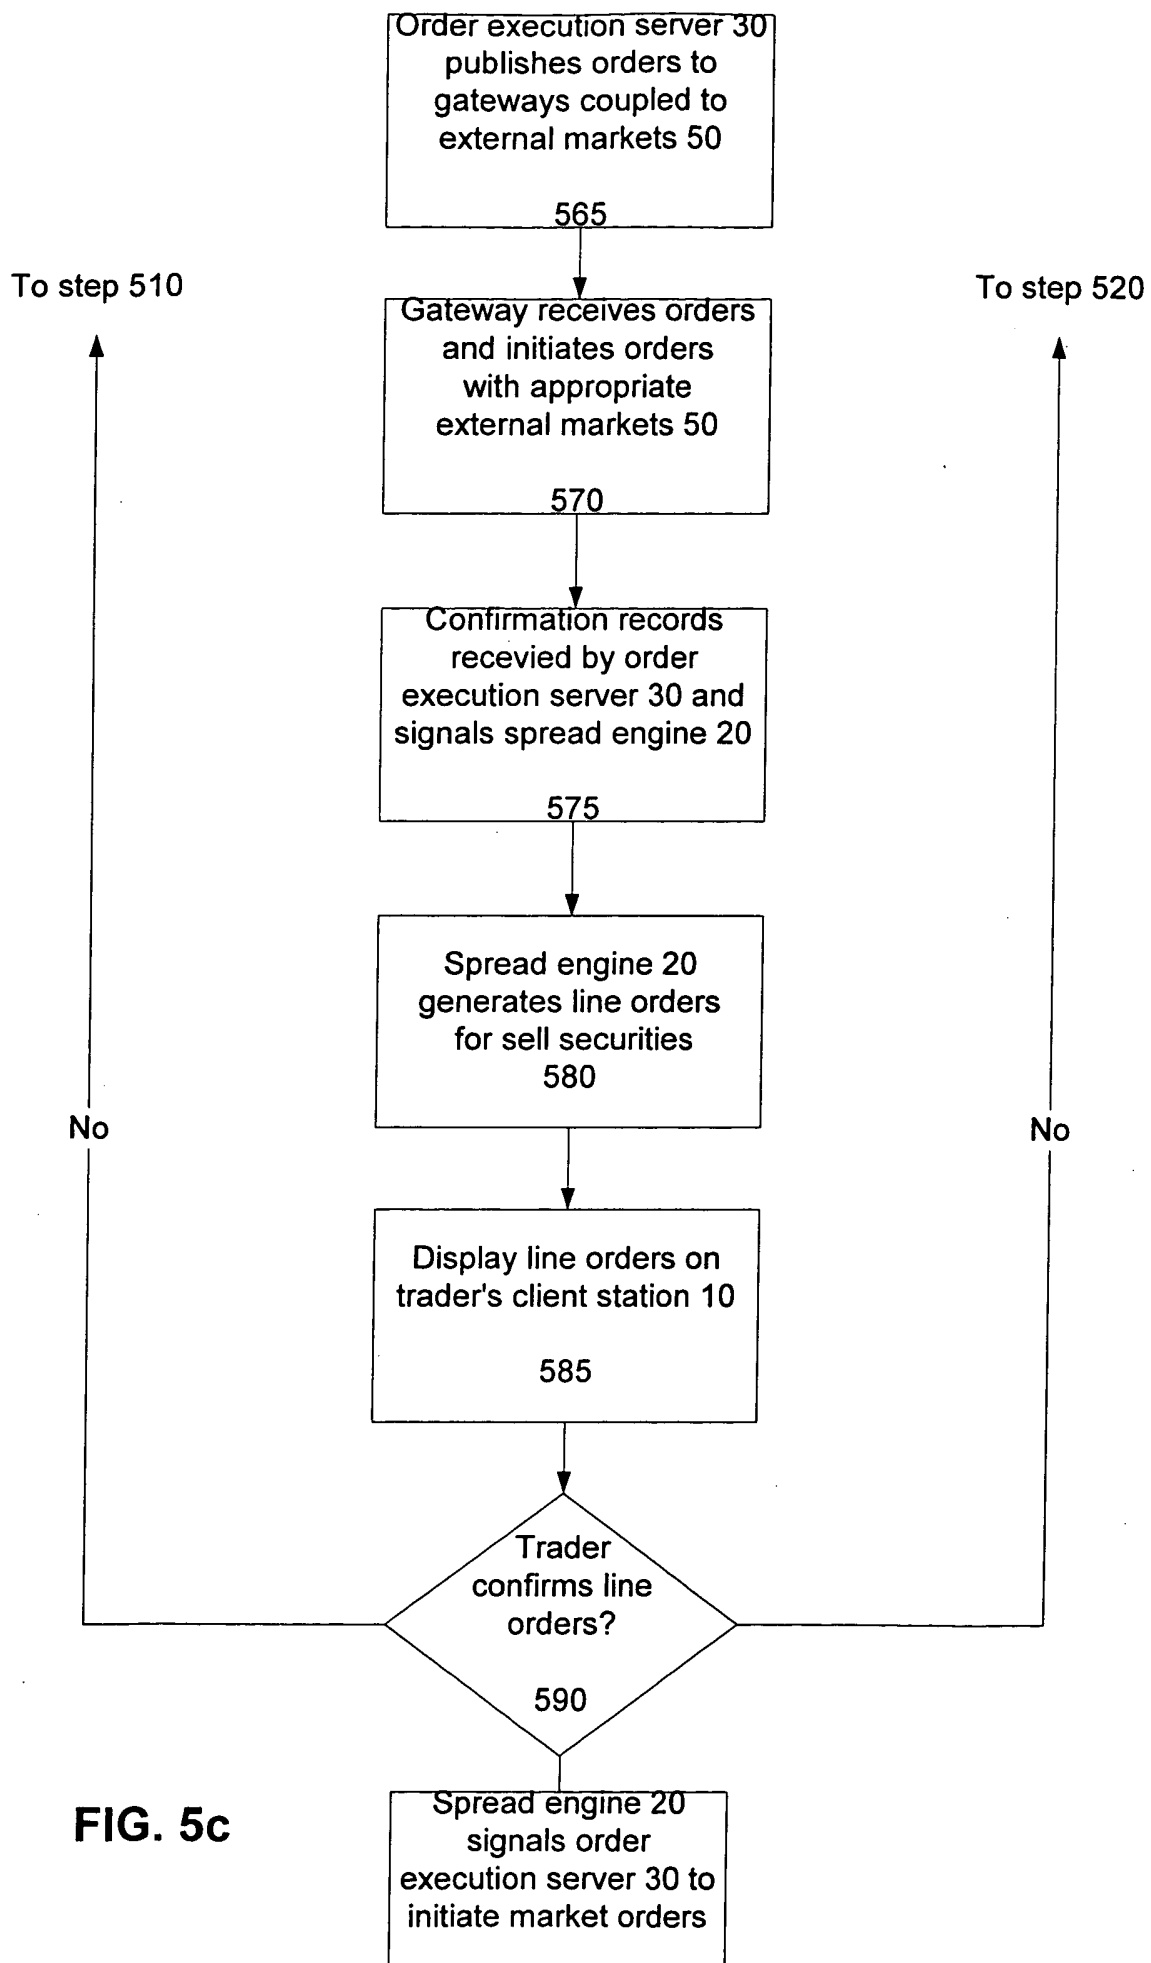 Order execution server 30
publishes orders to
gateways coupled to
external markets 50
565
To step 510
To step 520
Gateway receives orders
and initiates orders
with appropriate
external markets 50
570
Confirmation records
recevied by order
execution server 30 and
signals spread engine 20
575
Spread engine 20
generates line orders
for sell securities
580
No
No
Display line orders on
trader's client station 10
585
Trader
confirms line
orders?
590
FIG. 5c
Spread engine 20
signals order
execution server 30 to
initiate market orders